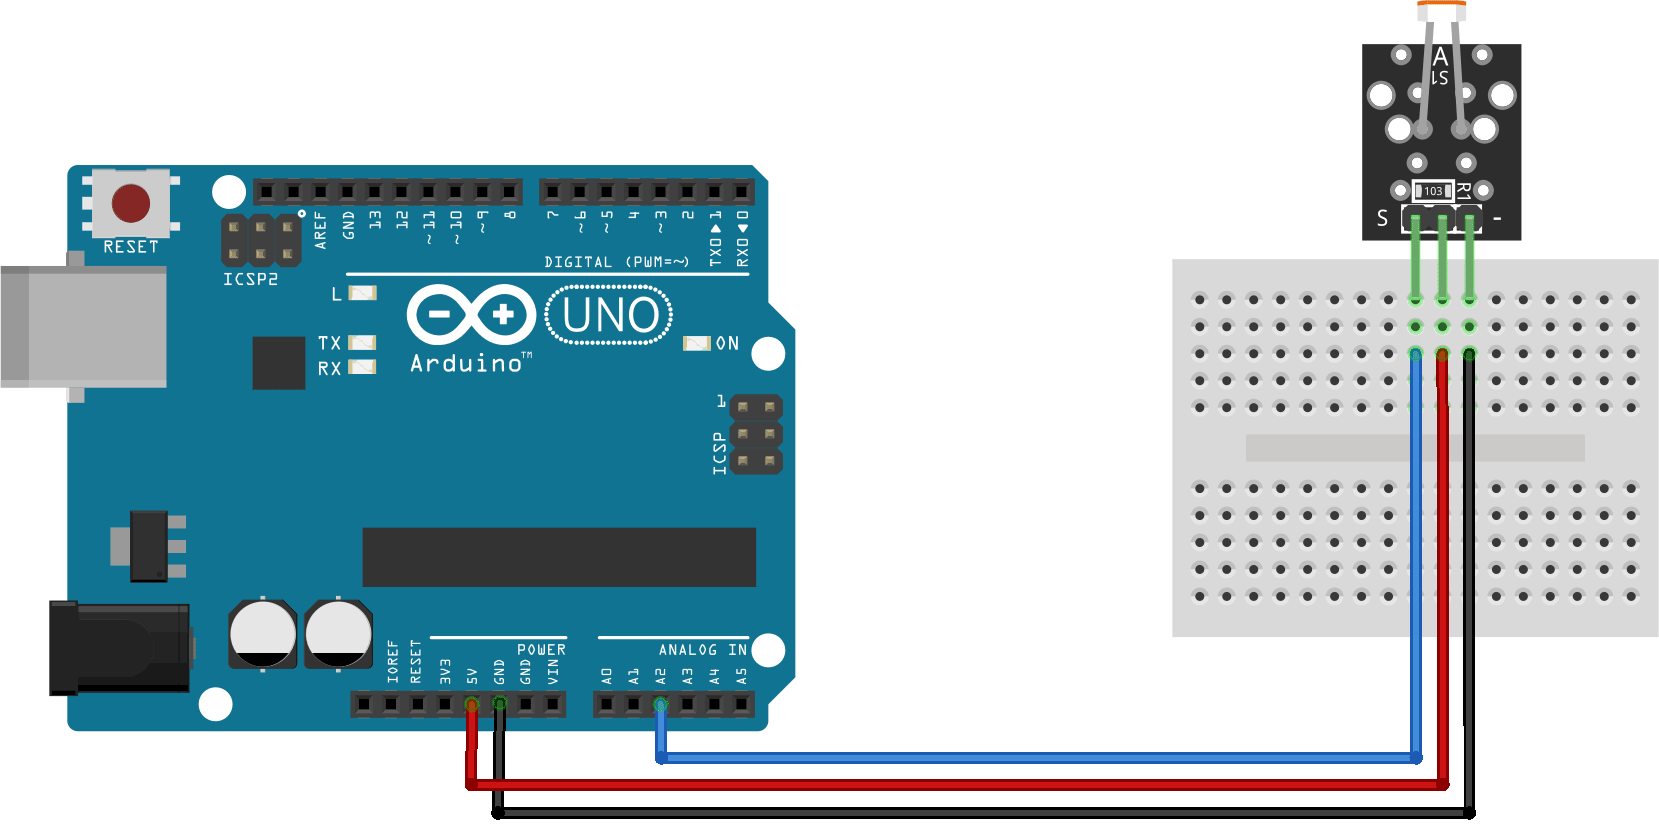 A
S1
103
R1
S
-
RESET
ICSP2
AREF
GND
13
12
~11
~10
~9
8
7
~6
~5
4
~3
2
TX0▶1
RX0◀0
DIGITAL (PWM=~)
L
TX
RX
UNO
ON
Arduino™
1
ICSP
POWER
ANALOG IN
IOREF
RESET
3V3
5V
GND
GND
VIN
A0
A1
A2
A3
A4
A5